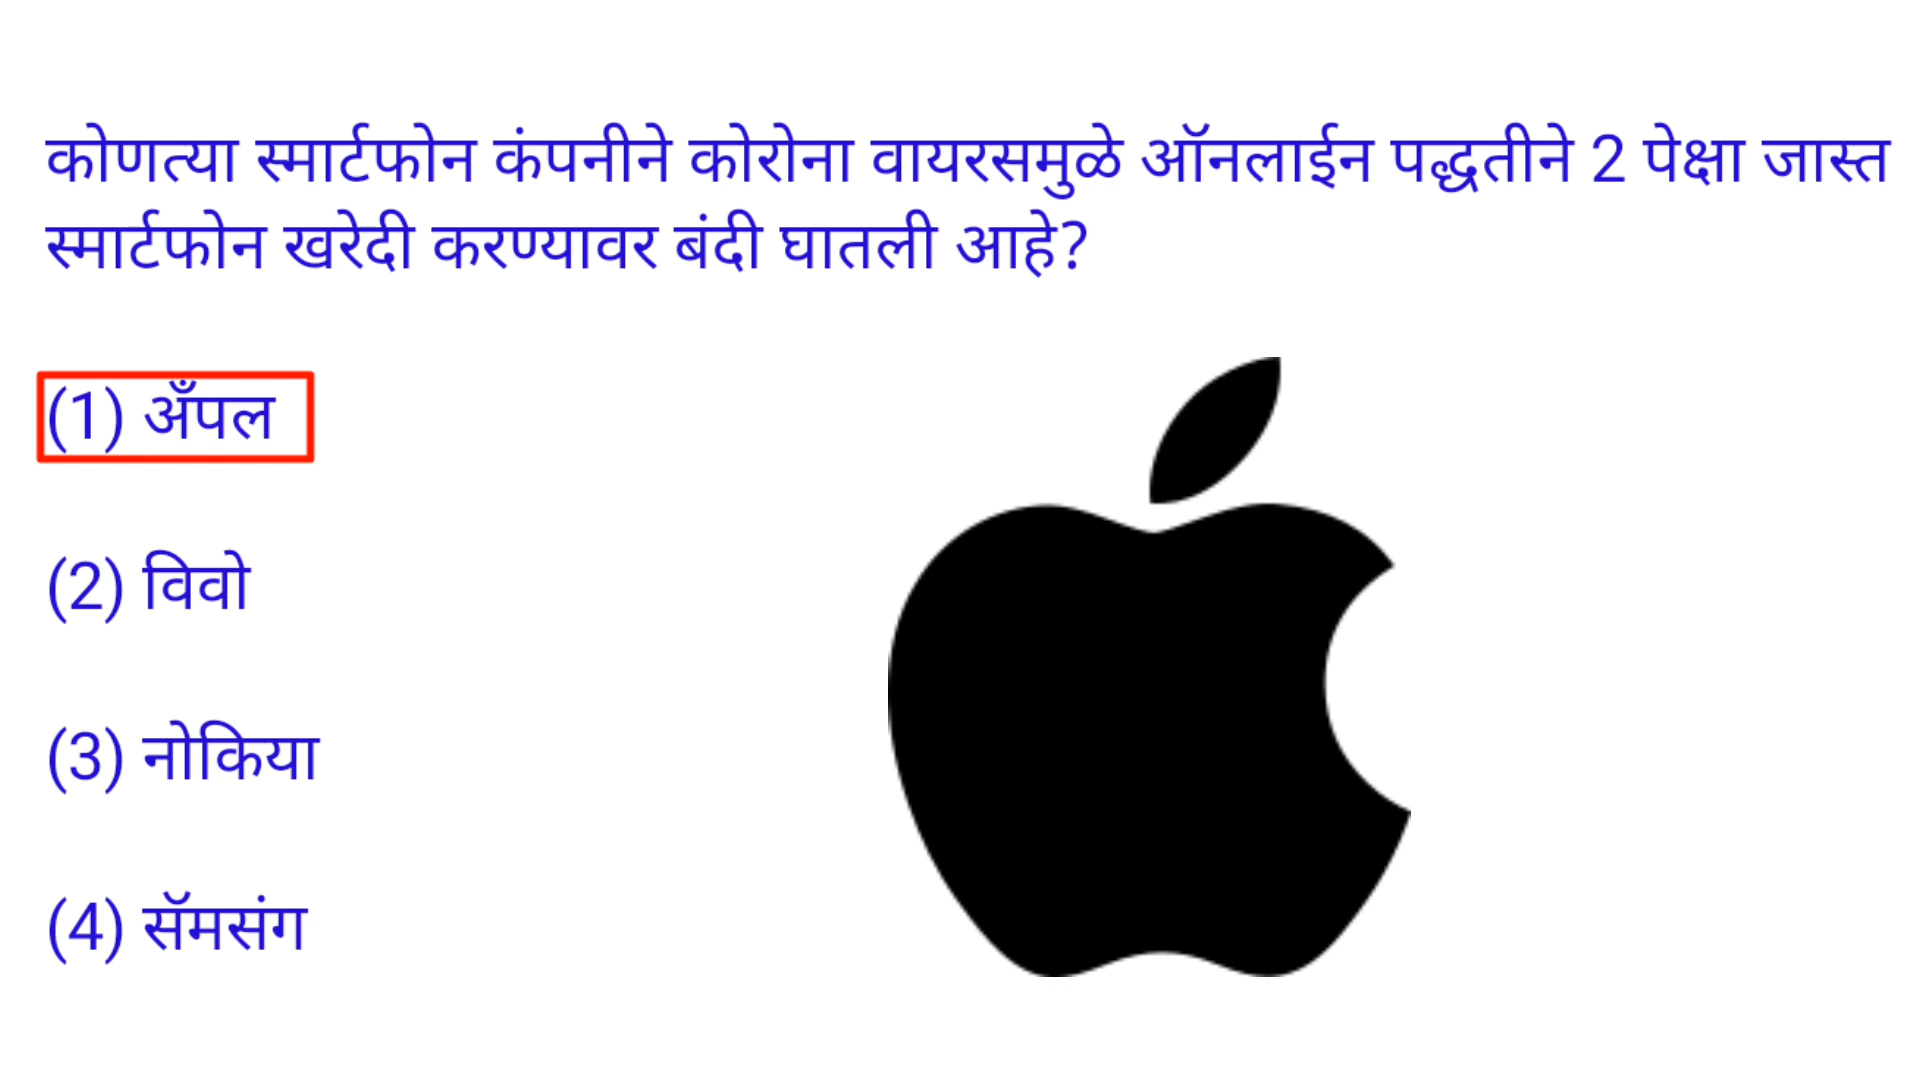 कोणत्या स्मार्टफोन कंपनीने कोरोना वायरसमुळे ऑनलाईन पद्धतीने 2 पेक्षा जास्त
स्मार्टफोन खरेदी करण्यावर बंदी घातली आहे?
(1) अँपल
(2) विवो
(3) नोकिया
(4) सॅमसंग